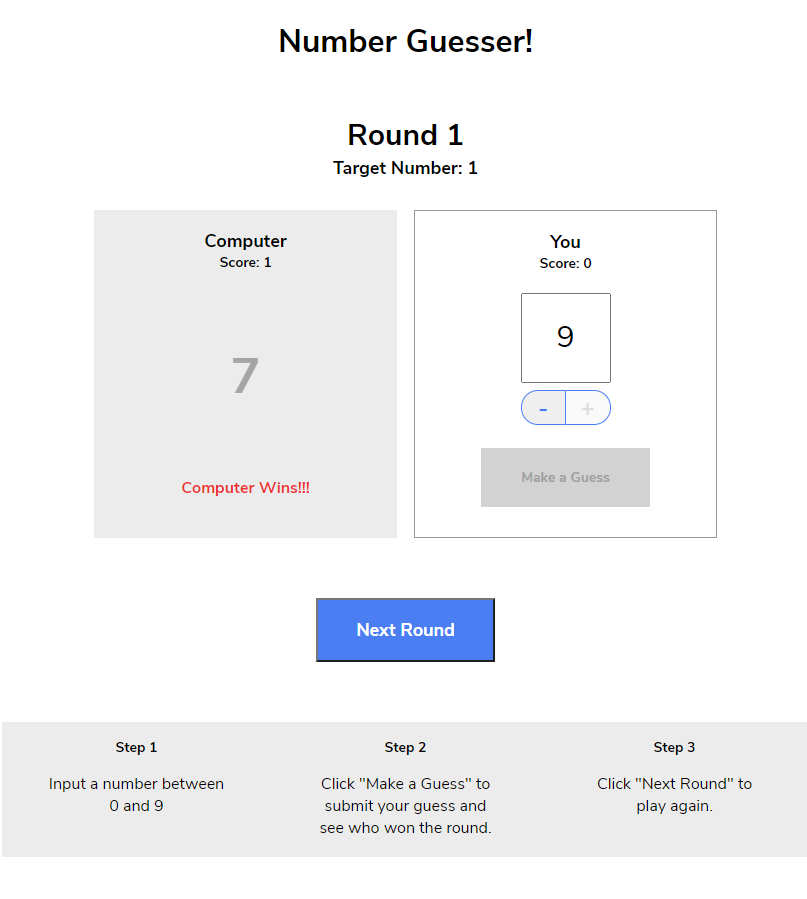 Number Guesser!
Round 1
Target Number: 1
Computer
Score: 1
7
Computer Wins!!!
You
Score: 0
9
- +
Make a Guess
Next Round
Step 1
Input a number between
0 and 9
Step 2
Click "Make a Guess" to
submit your guess and
see who won the round.
Step 3
Click "Next Round" to
play again.